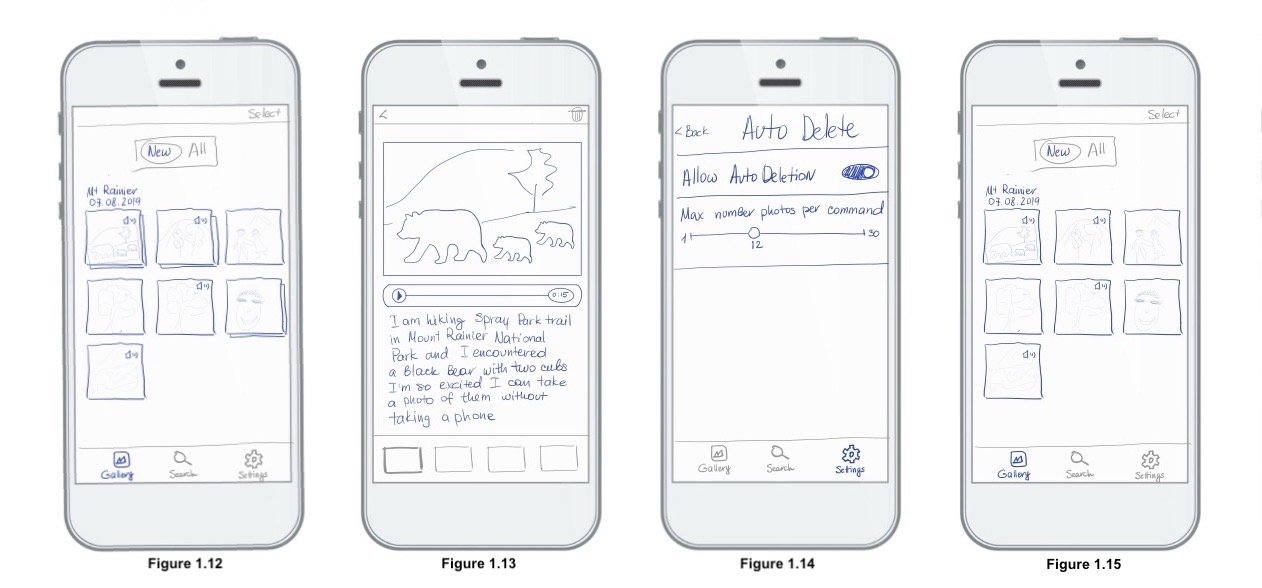 Select
New All
Mt Rainier
07.08.2019
Gallery Search Settings
Figure 1.12
<
0:15
I am hiking Spray Park trail
in Mount Rainier National
Park and I encountered
a Black Bear with two cubs
I'm so excited I can take
a photo of them without
taking a phone
Figure 1.13
< Back Auto Delete
Allow Auto Deletion
Max number photos per command
1 30
12
Gallery Search Settings
Figure 1.14
Select
New All
Mt Rainier
07.08.2019
Gallery Search Settings
Figure 1.15